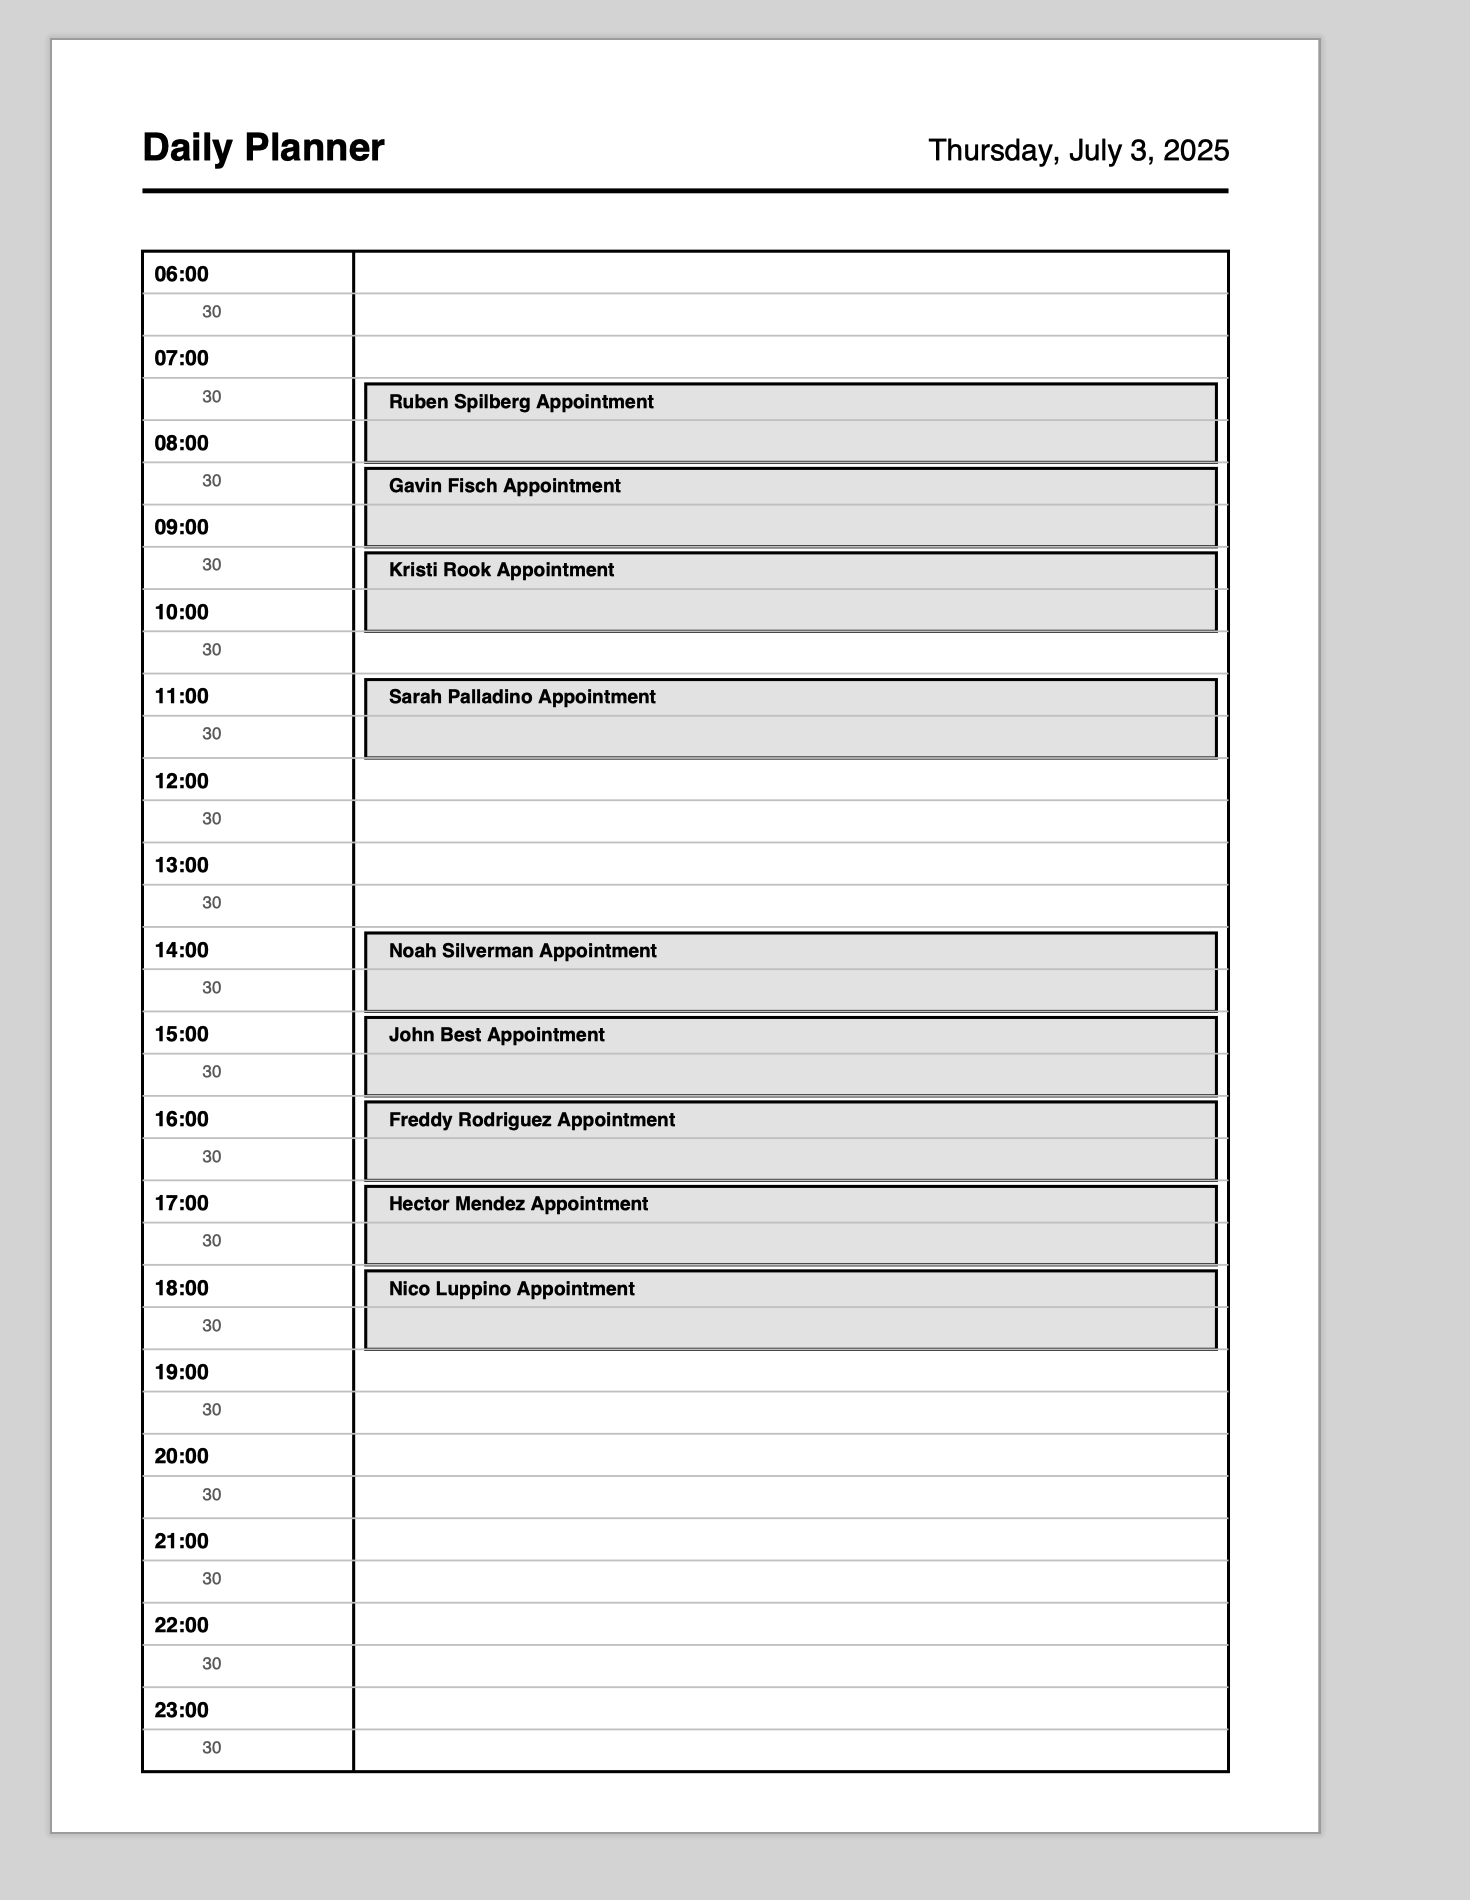 Daily Planner Thursday, July 3, 2025
06:00
30
07:00
30 Ruben Spilberg Appointment
08:00
30 Gavin Fisch Appointment
09:00
30 Kristi Rook Appointment
10:00
30
11:00 Sarah Palladino Appointment
30
12:00
30
13:00
30
14:00 Noah Silverman Appointment
30
15:00 John Best Appointment
30
16:00 Freddy Rodriguez Appointment
30
17:00 Hector Mendez Appointment
30
18:00 Nico Luppino Appointment
30
19:00
30
20:00
30
21:00
30
22:00
30
23:00
30